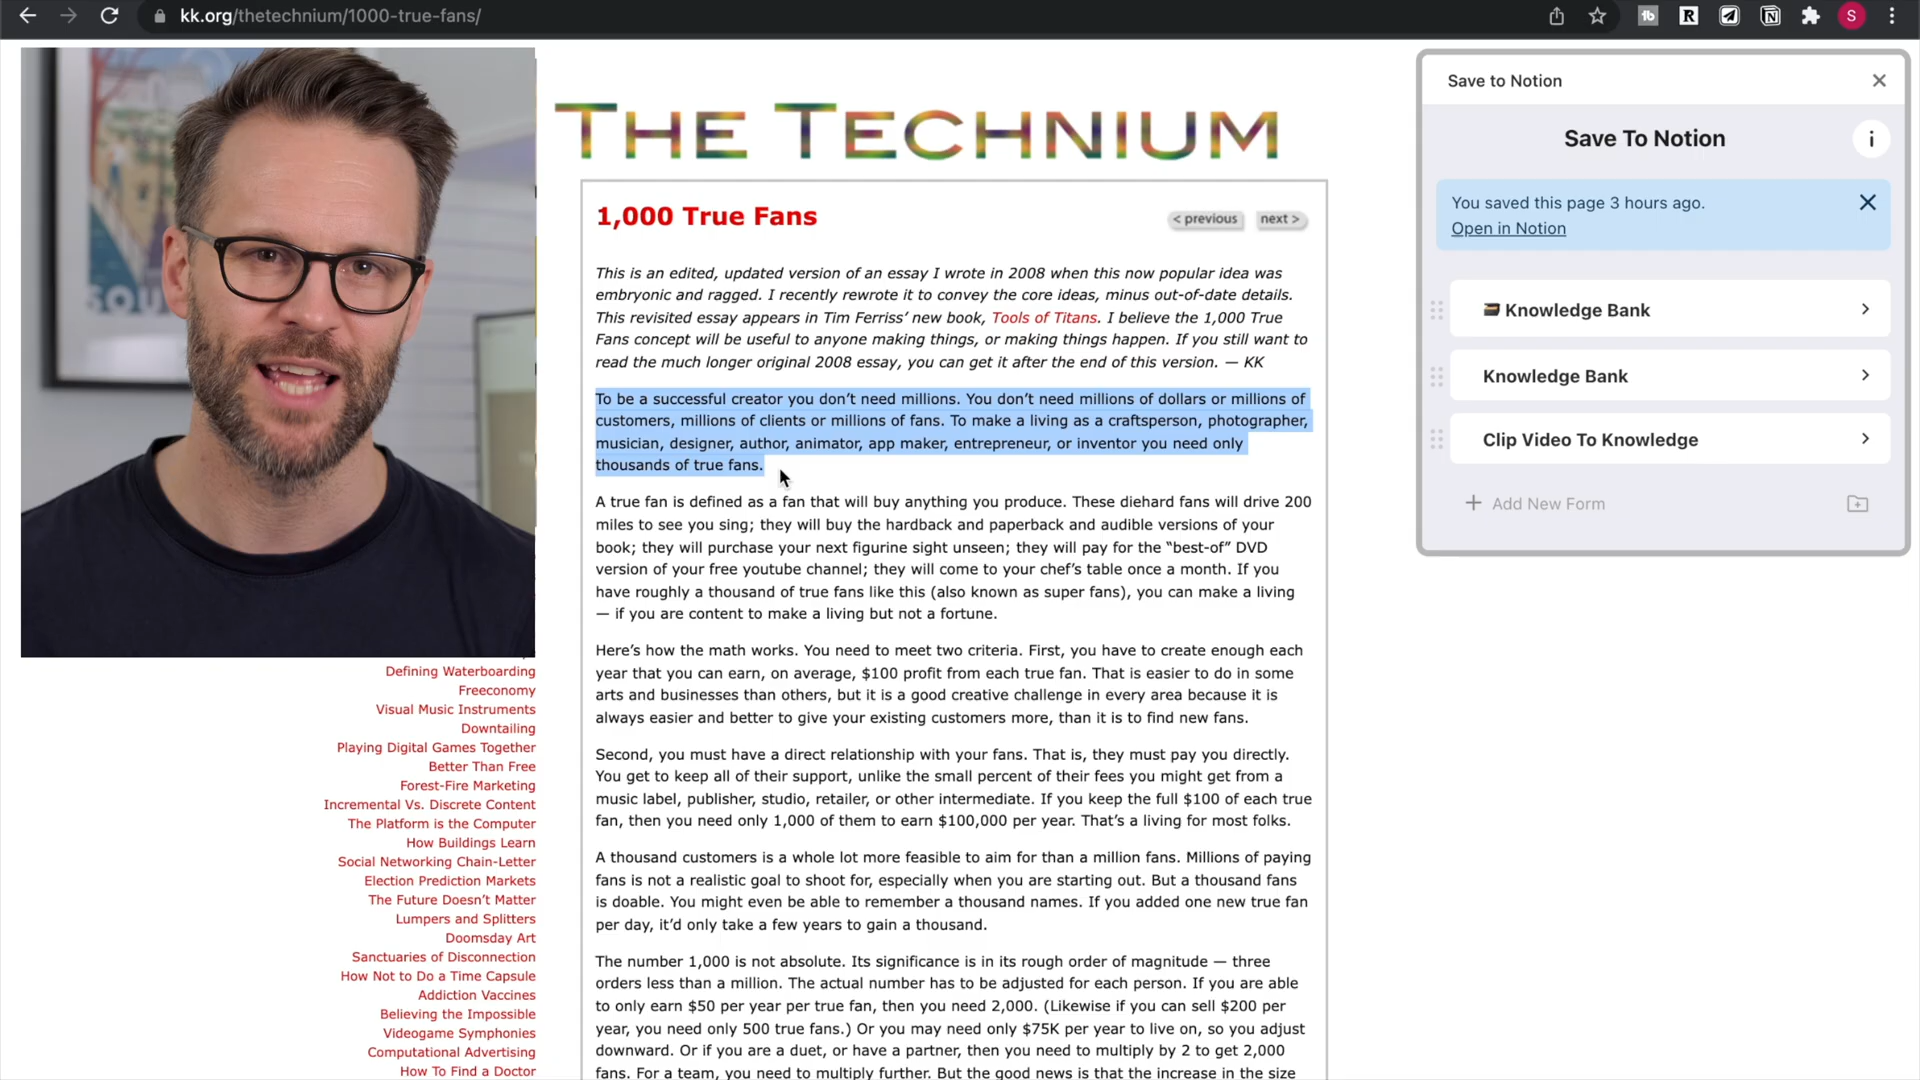 kk.org/thetechnium/1000-true-fans/
tb
R
N
S
SOU
THE TECHNIUM
1,000 True Fans
< previous
next >
This is an edited, updated version of an essay I wrote in 2008 when this now popular idea was
embryonic and ragged. I recently rewrote it to convey the core ideas, minus out-of-date details.
This revisited essay appears in Tim Ferriss’ new book, Tools of Titans. I believe the 1,000 True
Fans concept will be useful to anyone making things, or making things happen. If you still want to
read the much longer original 2008 essay, you can get it after the end of this version. — KK
To be a successful creator you don’t need millions. You don’t need millions of dollars or millions of
customers, millions of clients or millions of fans. To make a living as a craftsperson, photographer,
musician, designer, author, animator, app maker, entrepreneur, or inventor you need only
thousands of true fans.
A true fan is defined as a fan that will buy anything you produce. These diehard fans will drive 200
miles to see you sing; they will buy the hardback and paperback and audible versions of your
book; they will purchase your next figurine sight unseen; they will pay for the “best-of” DVD
version of your free youtube channel; they will come to your chef’s table once a month. If you
have roughly a thousand of true fans like this (also known as super fans), you can make a living
— if you are content to make a living but not a fortune.
Here’s how the math works. You need to meet two criteria. First, you have to create enough each
year that you can earn, on average, $100 profit from each true fan. That is easier to do in some
arts and businesses than others, but it is a good creative challenge in every area because it is
always easier and better to give your existing customers more, than it is to find new fans.
Second, you must have a direct relationship with your fans. That is, they must pay you directly.
You get to keep all of their support, unlike the small percent of their fees you might get from a
music label, publisher, studio, retailer, or other intermediate. If you keep the full $100 of each true
fan, then you need only 1,000 of them to earn $100,000 per year. That’s a living for most folks.
A thousand customers is a whole lot more feasible to aim for than a million fans. Millions of paying
fans is not a realistic goal to shoot for, especially when you are starting out. But a thousand fans
is doable. You might even be able to remember a thousand names. If you added one new true fan
per day, it’d only take a few years to gain a thousand.
The number 1,000 is not absolute. Its significance is in its rough order of magnitude — three
orders less than a million. The actual number has to be adjusted for each person. If you are able
to only earn $50 per year per true fan, then you need 2,000. (Likewise if you can sell $200 per
year, you need only 500 true fans.) Or you may need only $75K per year to live on, so you adjust
downward. Or if you are a duet, or have a partner, then you need to multiply by 2 to get 2,000
fans. For a team, you need to multiply further. But the good news is that the increase in the size
Defining Waterboarding
Freeconomy
Visual Music Instruments
Downtailing
Playing Digital Games Together
Better Than Free
Forest-Fire Marketing
Incremental Vs. Discrete Content
The Platform is the Computer
How Buildings Learn
Social Networking Chain-Letter
Election Prediction Markets
The Future Doesn’t Matter
Lumpers and Splitters
Doomsday Art
Sanctuaries of Disconnection
How Not to Do a Time Capsule
Addiction Vaccines
Believing the Impossible
Videogame Symphonies
Computational Advertising
How To Find a Doctor
Save to Notion
Save To Notion
i
You saved this page 3 hours ago.
Open in Notion
Knowledge Bank
Knowledge Bank
Clip Video To Knowledge
+ Add New Form